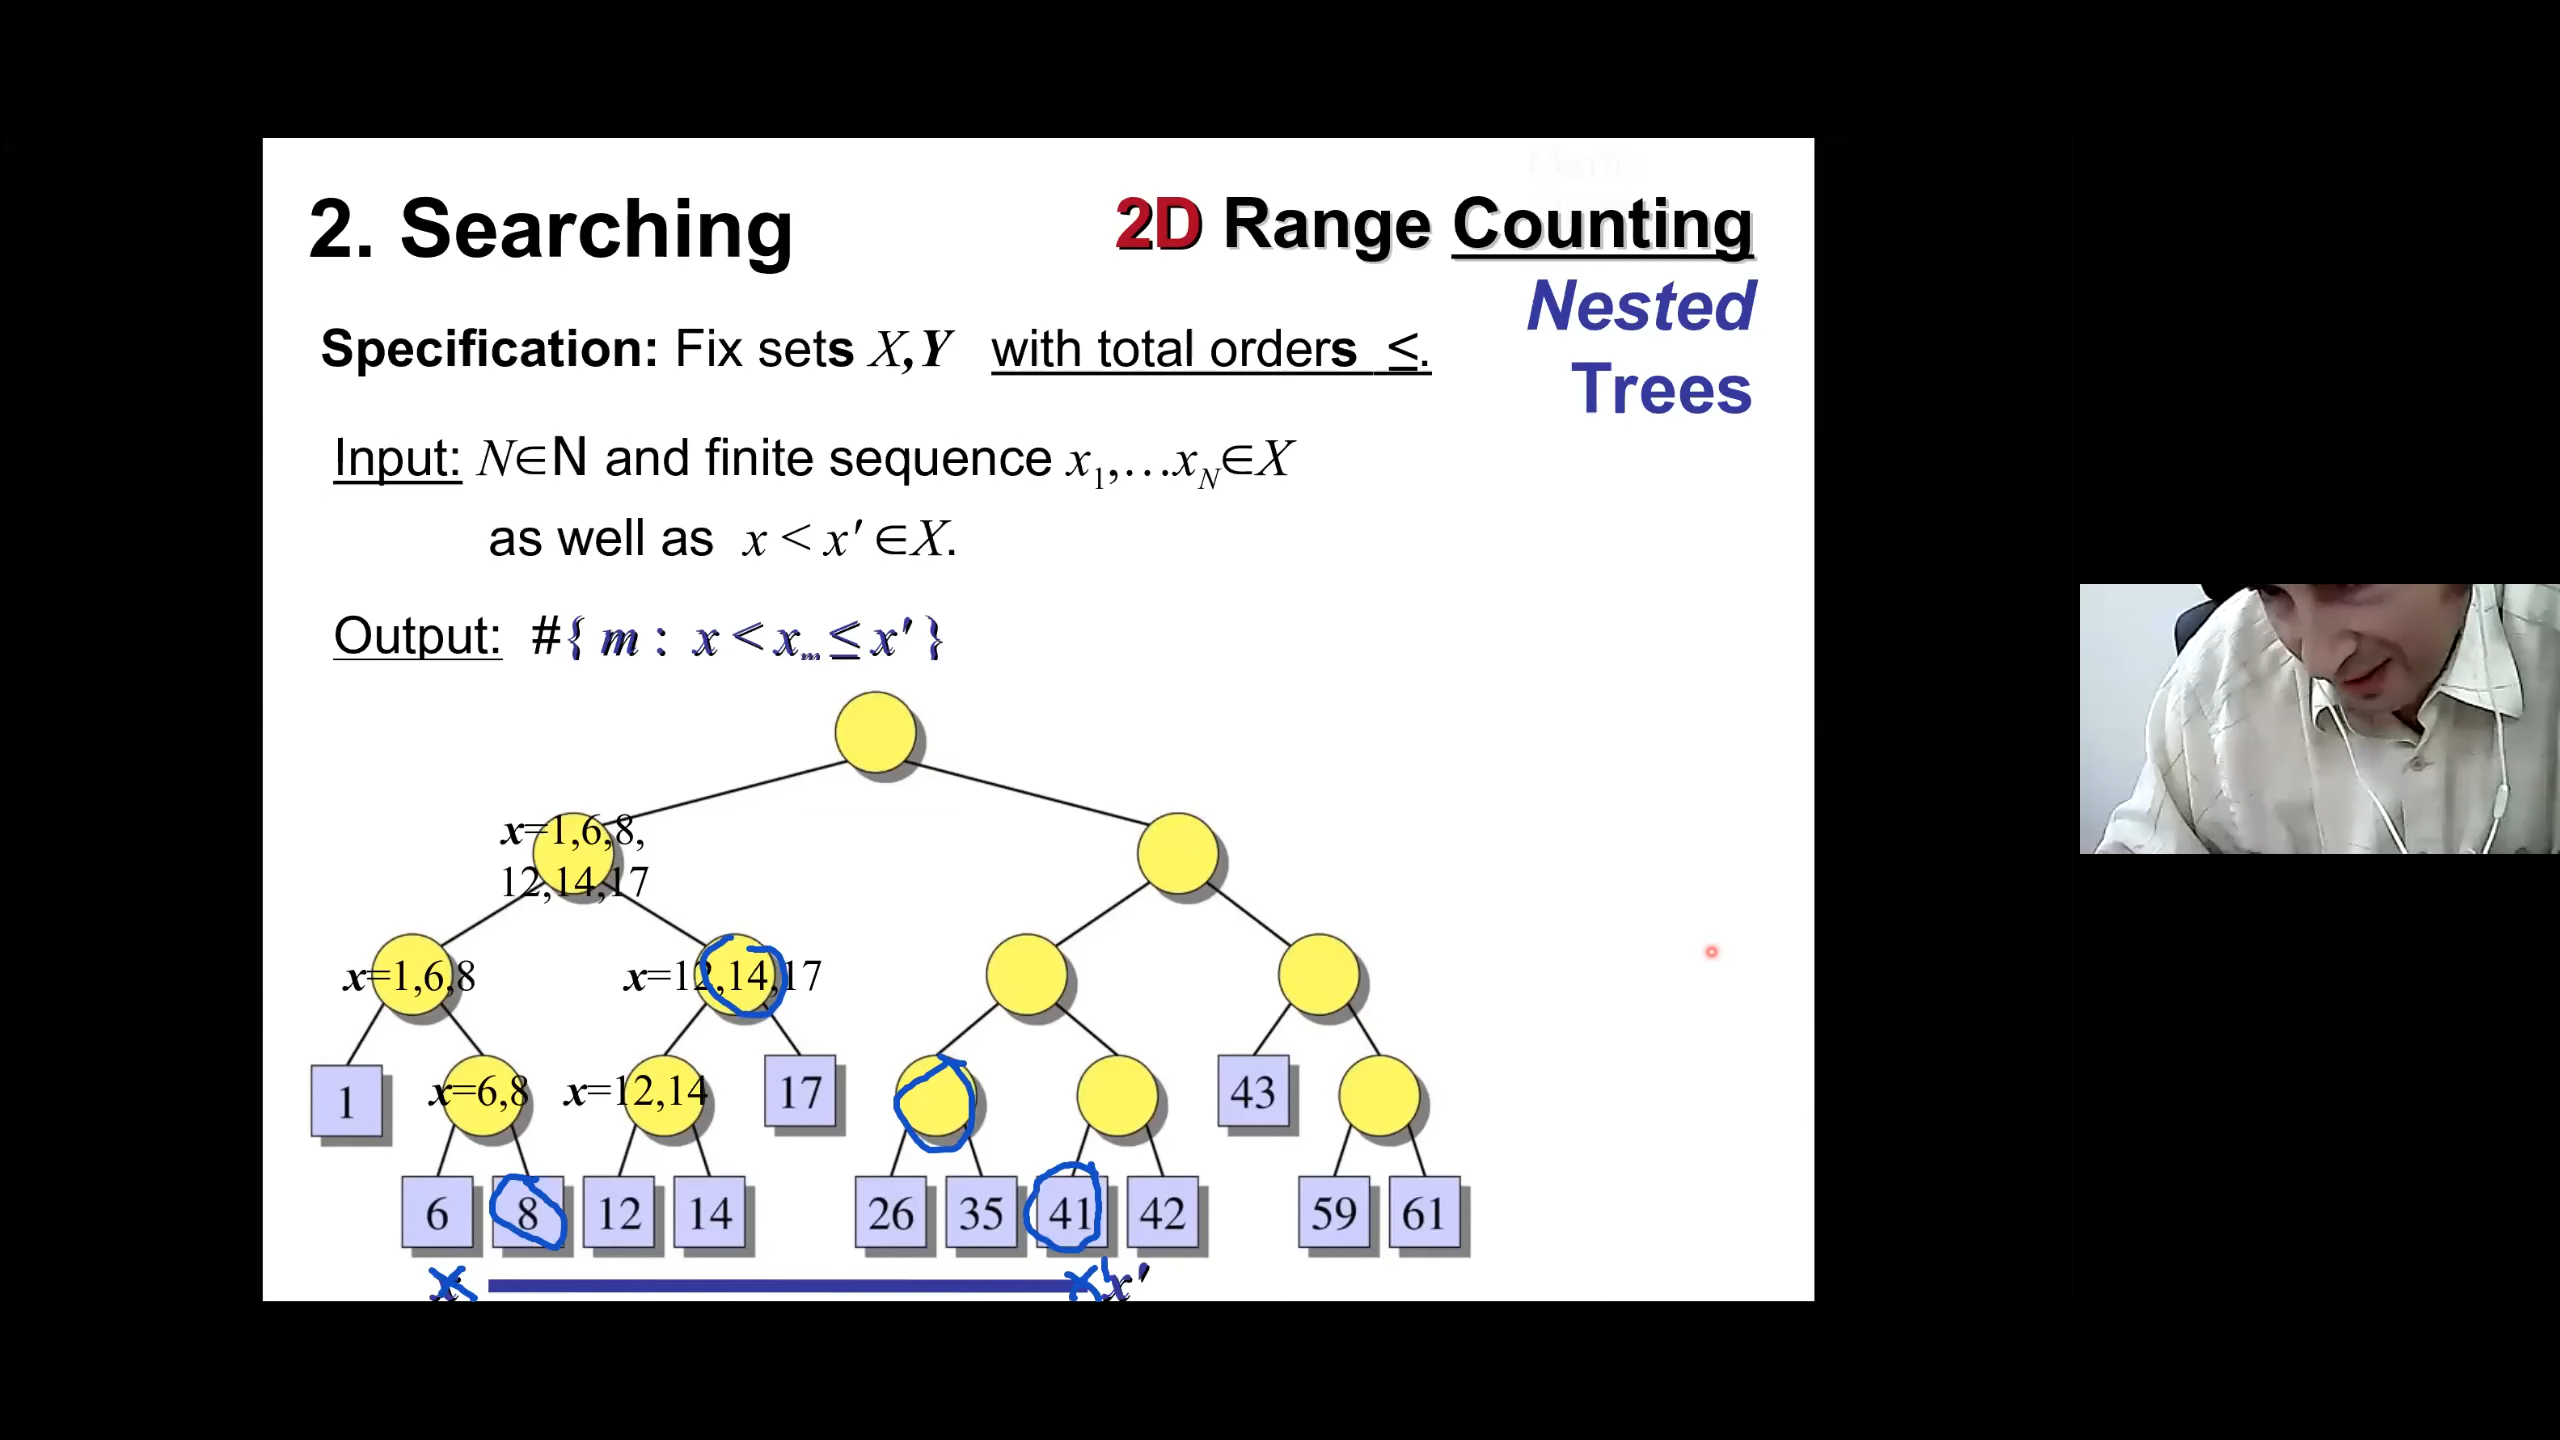 2. Searching
2D Range Counting
Nested
Trees
Specification: Fix sets X,Y with total orders ≤.
Input: N∈N and finite sequence x₁,…x_N∈X
as well as x < x′ ∈X.
Output: #{ m : x < x_m ≤ x′ }
x=1,6,8,
12,14,17
x=1,6,8
x=12,14,17
1
x=6,8
x=12,14
17
43
6
8
12
14
26
35
41
42
59
61
x
x′
x′